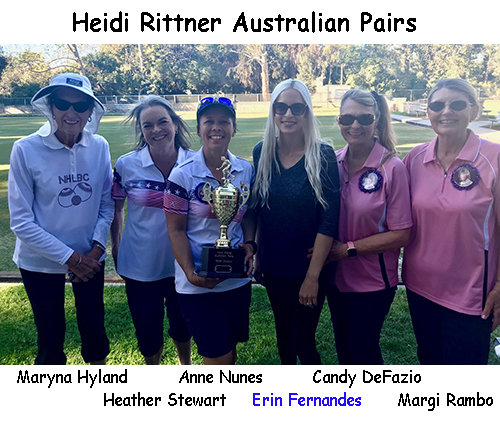 Heidi Rittner Australian Pairs
NHLBC
Maryna Hyland Anne Nunes Candy DeFazio
Heather Stewart Erin Fernandes Margi Rambo